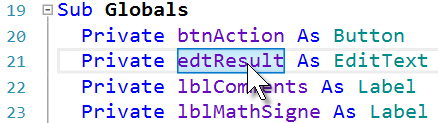 19 Sub Globals
20 Private btnAction As Button
21 Private edtResult As EditText
22 Private lblComments As Label
23 Private lblMathSigne As Label